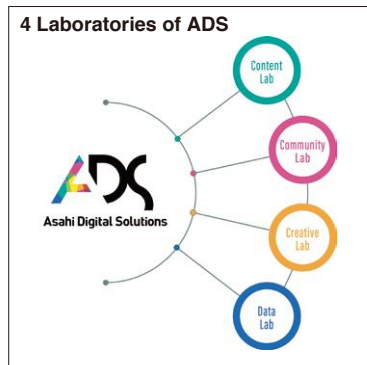 4 Laboratories of ADS
Content
Lab
Community
Lab
ADS
Asahi Digital Solutions
Creative
Lab
Data
Lab